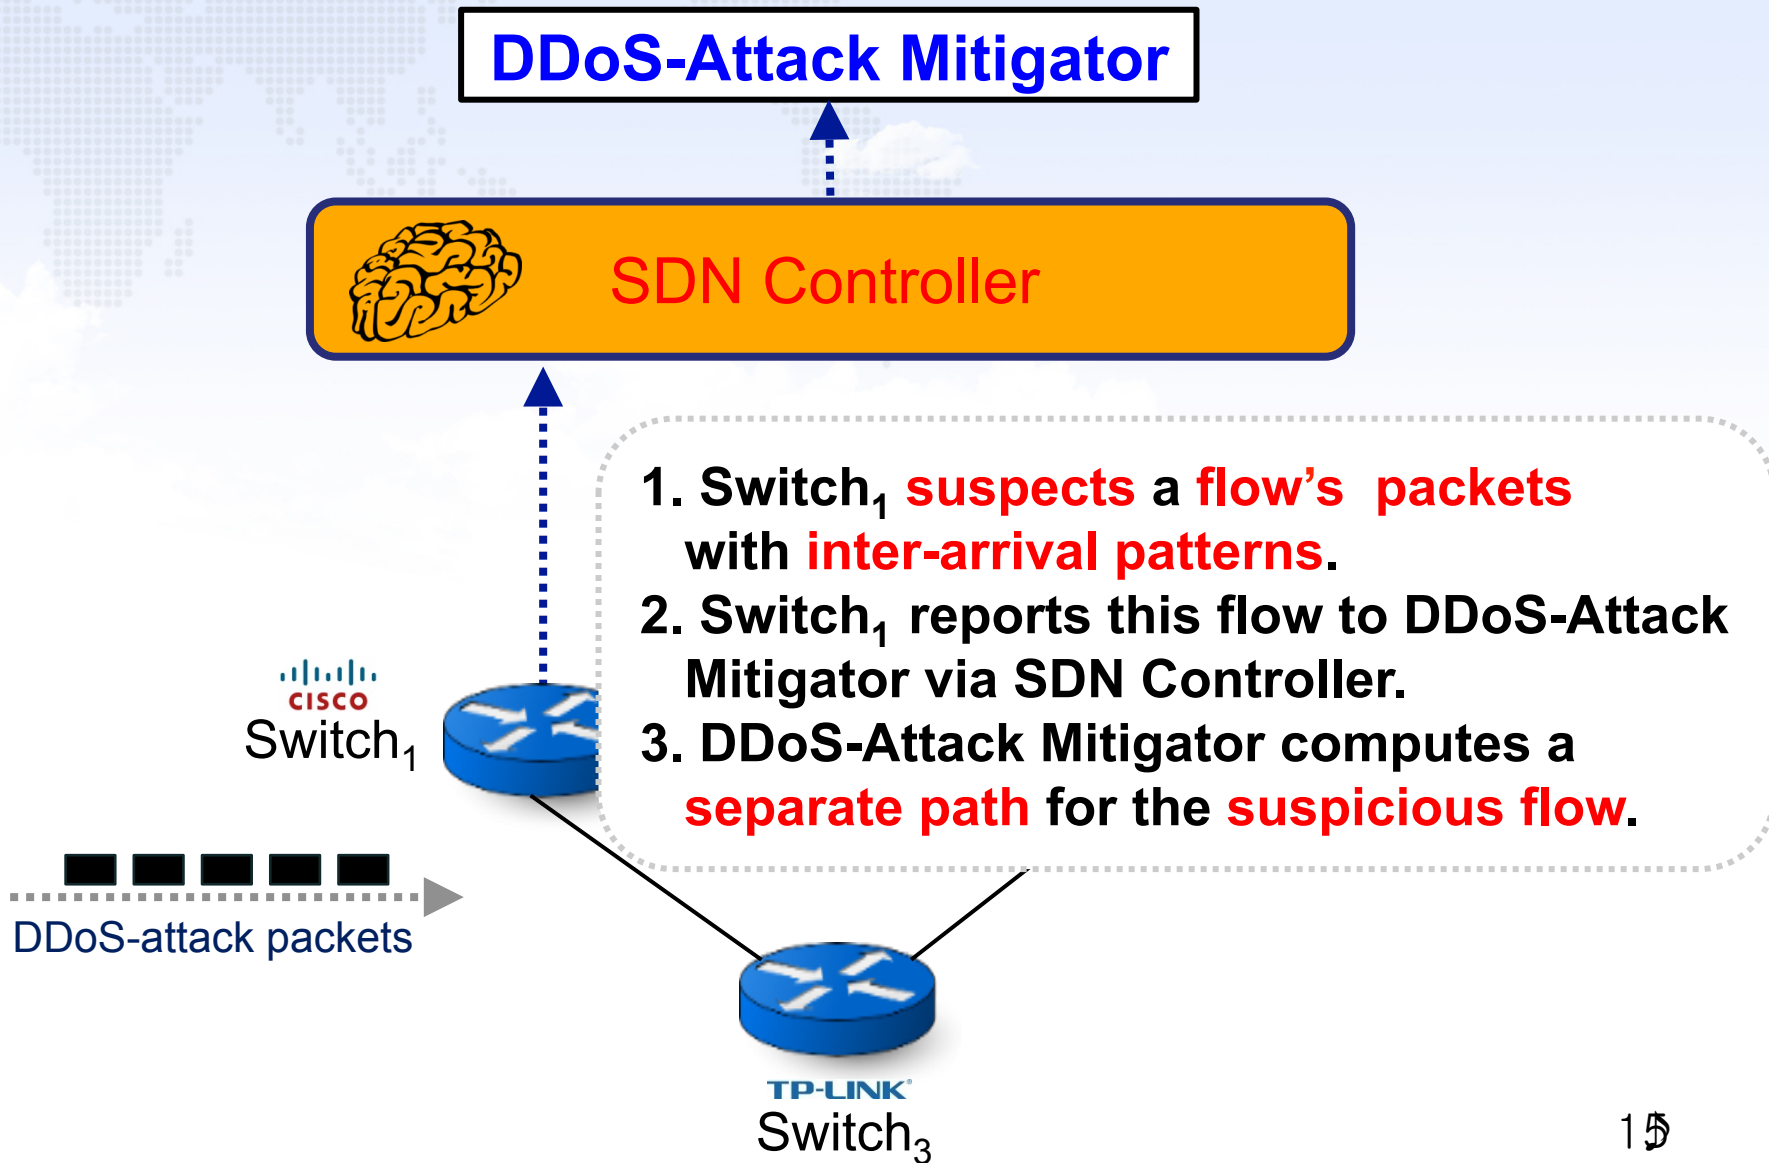 DDoS-Attack Mitigator
SDN Controller
1. Switch₁ suspects a flow’s packets
with inter-arrival patterns.
2. Switch₁ reports this flow to DDoS-Attack
Mitigator via SDN Controller.
3. DDoS-Attack Mitigator computes a
separate path for the suspicious flow.
CISCO
Switch₁
DDoS-attack packets
TP-LINK®
Switch₃